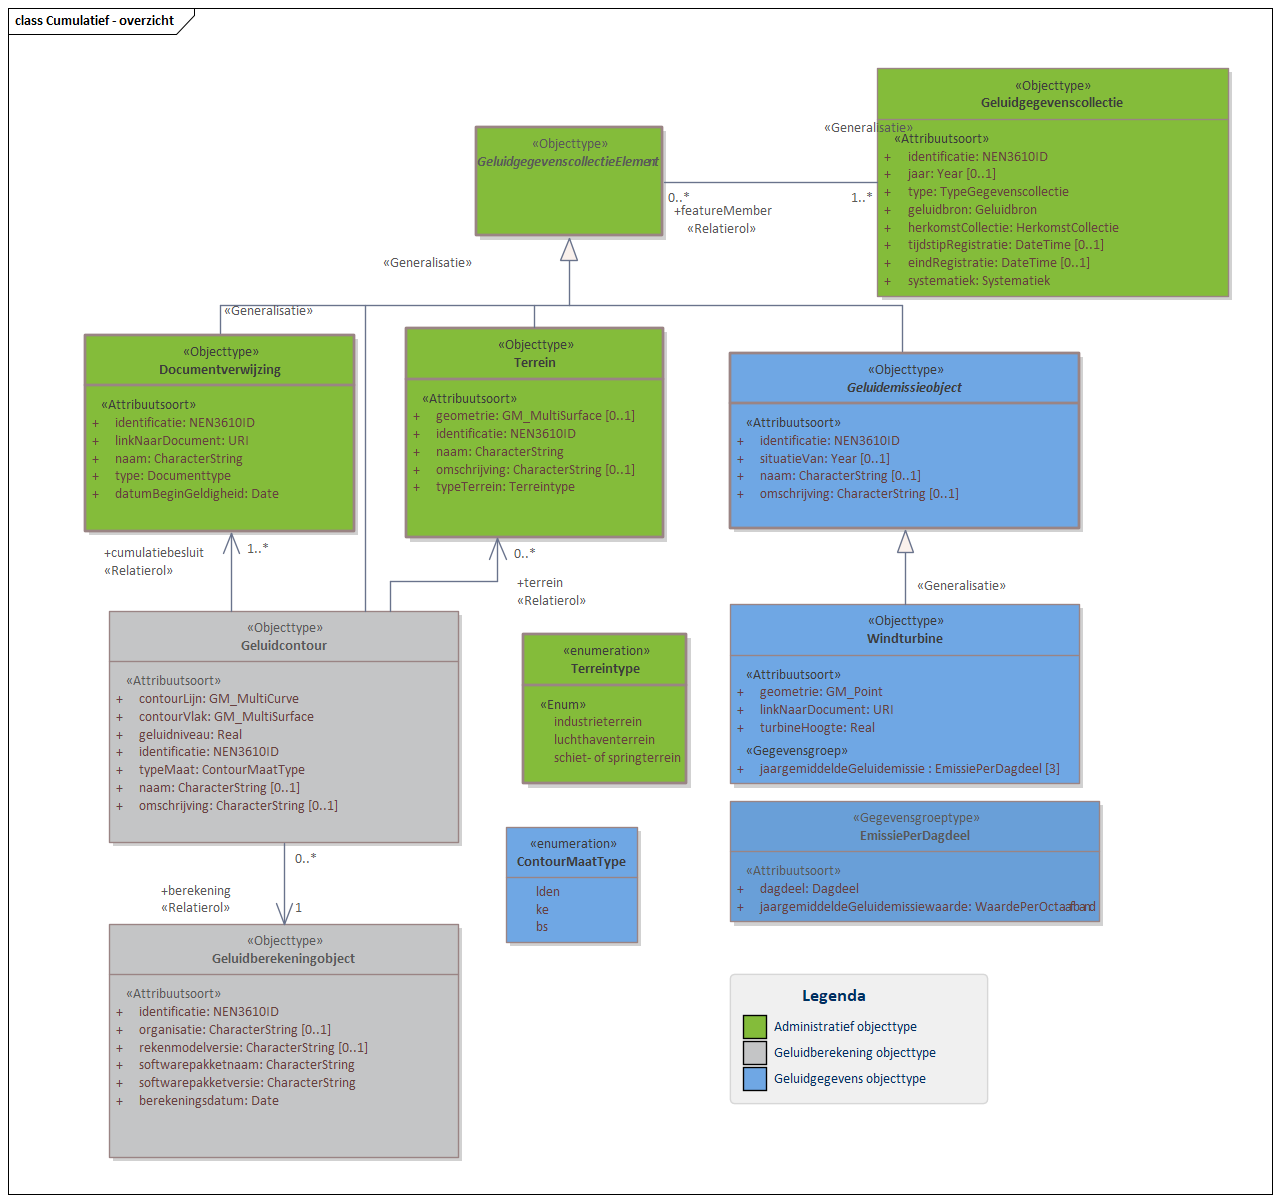 class Cumulatief - overzicht
«Objecttype»
Geluidgegevenscollectie
«Generalisatie»
«Attribuutsoort»
+ identificatie: NEN3610ID
+ jaar: Year [0..1]
+ type: TypeGegevenscollectie
+ geluidbron: Geluidbron
+ herkomstCollectie: HerkomstCollectie
+ tijdstipRegistratie: DateTime [0..1]
+ eindRegistratie: DateTime [0..1]
+ systematiek: Systematiek
«Objecttype»
GeluidgegevenscollectieElement
0..*
+featureMember
«Relatierol»
1..*
«Generalisatie»
«Generalisatie»
«Objecttype»
Documentverwijzing
«Attribuutsoort»
+ identificatie: NEN3610ID
+ linkNaarDocument: URI
+ naam: CharacterString
+ type: Documenttype
+ datumBeginGeldigheid: Date
«Objecttype»
Terrein
«Attribuutsoort»
+ geometrie: GM_MultiSurface [0..1]
+ identificatie: NEN3610ID
+ naam: CharacterString
+ omschrijving: CharacterString [0..1]
+ typeTerrein: Terreintype
«Objecttype»
Geluidemissieobject
«Attribuutsoort»
+ identificatie: NEN3610ID
+ situatieVan: Year [0..1]
+ naam: CharacterString [0..1]
+ omschrijving: CharacterString [0..1]
+cumulatiebesluit
«Relatierol»
1..*
0..*
+terrein
«Relatierol»
«Generalisatie»
«Objecttype»
Geluidcontour
«Attribuutsoort»
+ contourLijn: GM_MultiCurve
+ contourVlak: GM_MultiSurface
+ geluidniveau: Real
+ identificatie: NEN3610ID
+ typeMaat: ContourMaatType
+ naam: CharacterString [0..1]
+ omschrijving: CharacterString [0..1]
«enumeration»
Terreintype
«Enum»
industrieterrein
luchthaventerrein
schiet- of springterrein
«Objecttype»
Windturbine
«Attribuutsoort»
+ geometrie: GM_Point
+ linkNaarDocument: URI
+ turbineHoogte: Real
«Gegevensgroep»
+ jaargemiddeldeGeluidemissie : EmissiePerDagdeel [3]
«enumeration»
ContourMaatType
lden
ke
bs
«Gegevensgroeptype»
EmissiePerDagdeel
«Attribuutsoort»
+ dagdeel: Dagdeel
+ jaargemiddeldeGeluidemissiewaarde: WaardePerOctaafband
0..*
+berekening
«Relatierol»
1
«Objecttype»
Geluidberekeningobject
«Attribuutsoort»
+ identificatie: NEN3610ID
+ organisatie: CharacterString [0..1]
+ rekenmodelversie: CharacterString [0..1]
+ softwarepakketnaam: CharacterString
+ softwarepakketversie: CharacterString
+ berekeningsdatum: Date
Legenda
Administratief objecttype
Geluidberekening objecttype
Geluidgegevens objecttype